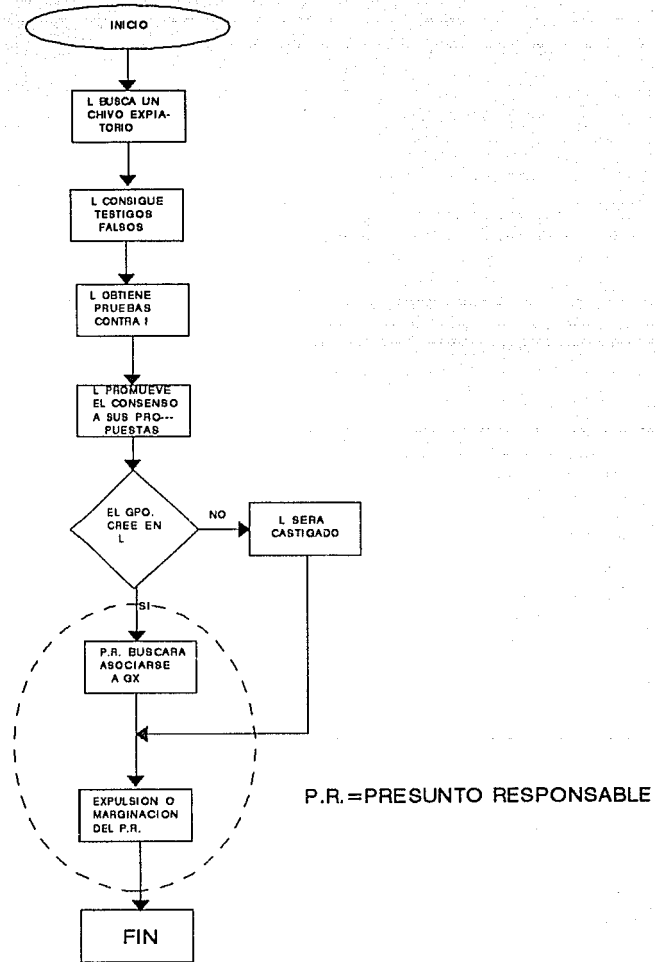 INICIO
L BUSCA UN
CHIVO EXPIA-
TORIO
L CONSIGUE
TESTIGOS
FALSOS
L OBTIENE
PRUEBAS
CONTRA I
L PROMUEVE
EL CONSENSO
A SUS PRO---
PUESTAS
EL GPO.
CREE EN
L
NO
L SERA
CASTIGADO
SI
P.R. BUSCARA
ASOCIARSE
A GX
EXPULSION O
MARGINACION
DEL P.R.
P.R.=PRESUNTO RESPONSABLE
FIN